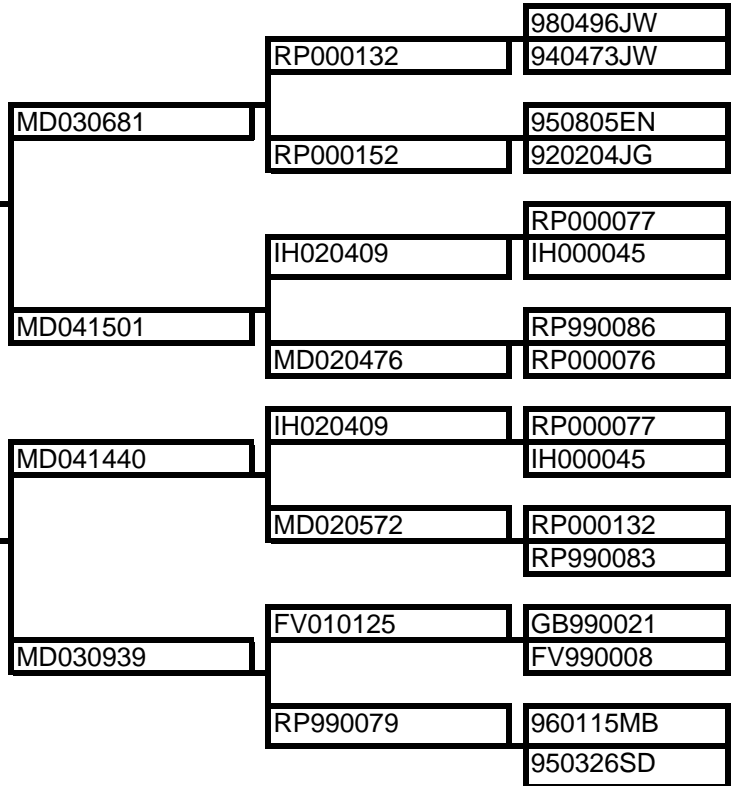 980496JW
RP000132 940473JW
MD030681 950805EN
RP000152 920204JG
RP000077
IH020409 IH000045
MD041501 RP990086
MD020476 RP000076
IH020409 RP000077
MD041440 IH000045
MD020572 RP000132
RP990083
FV010125 GB990021
MD030939 FV990008
RP990079 960115MB
950326SD